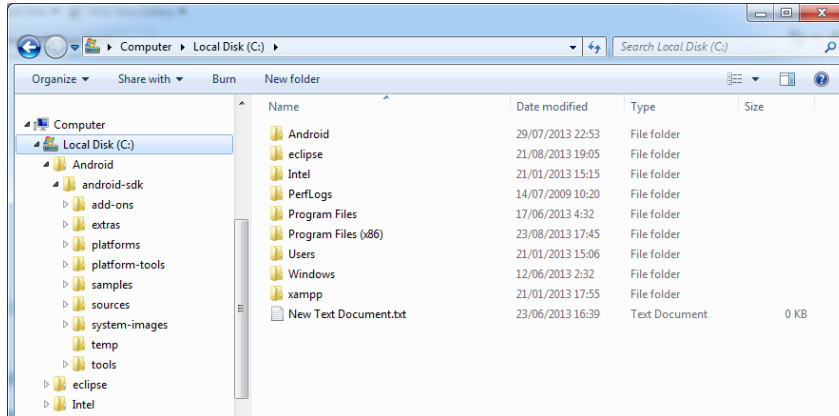 Computer Local Disk (C:) Search Local Disk (C:)
Organize Share with Burn New folder
Computer
Local Disk (C:)
Android
android-sdk
add-ons
extras
platforms
platform-tools
samples
sources
system-images
temp
tools
eclipse
Intel
Name Date modified Type Size
Android 29/07/2013 22:53 File folder
eclipse 21/08/2013 19:05 File folder
Intel 21/01/2013 15:15 File folder
PerfLogs 14/07/2009 10:20 File folder
Program Files 17/06/2013 4:32 File folder
Program Files (x86) 23/08/2013 17:45 File folder
Users 21/01/2013 15:06 File folder
Windows 12/06/2013 2:32 File folder
xampp 21/01/2013 17:55 File folder
New Text Document.txt 23/06/2013 16:39 Text Document 0 KB